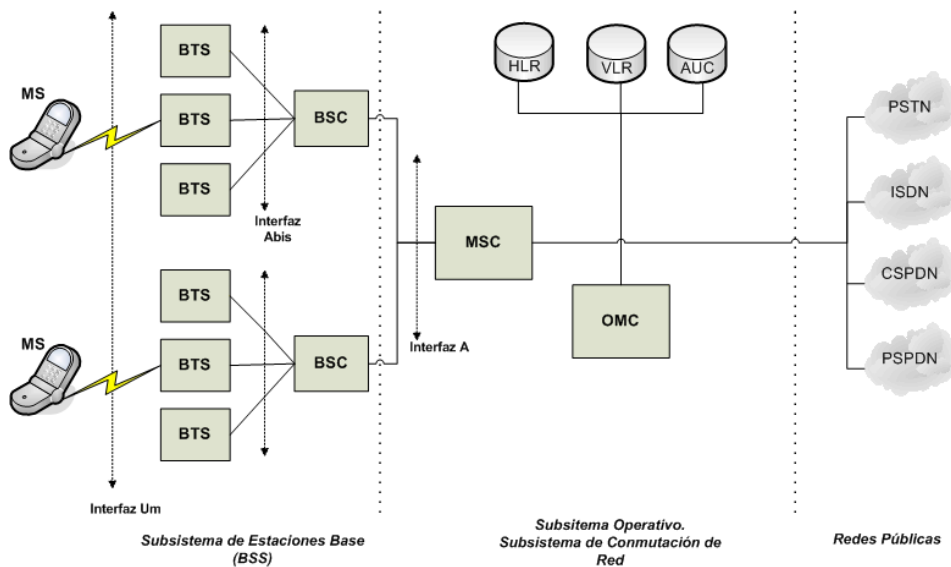 MS
BTS
BTS
BTS
BSC
Interfaz
Abis
MS
BTS
BTS
BTS
BSC
Interfaz Um
Interfaz A
MSC
HLR
VLR
AUC
OMC
PSTN
ISDN
CSPDN
PSPDN
Subsistema de Estaciones Base
(BSS)
Subsitema Operativo.
Subsistema de Conmutación de
Red
Redes Públicas